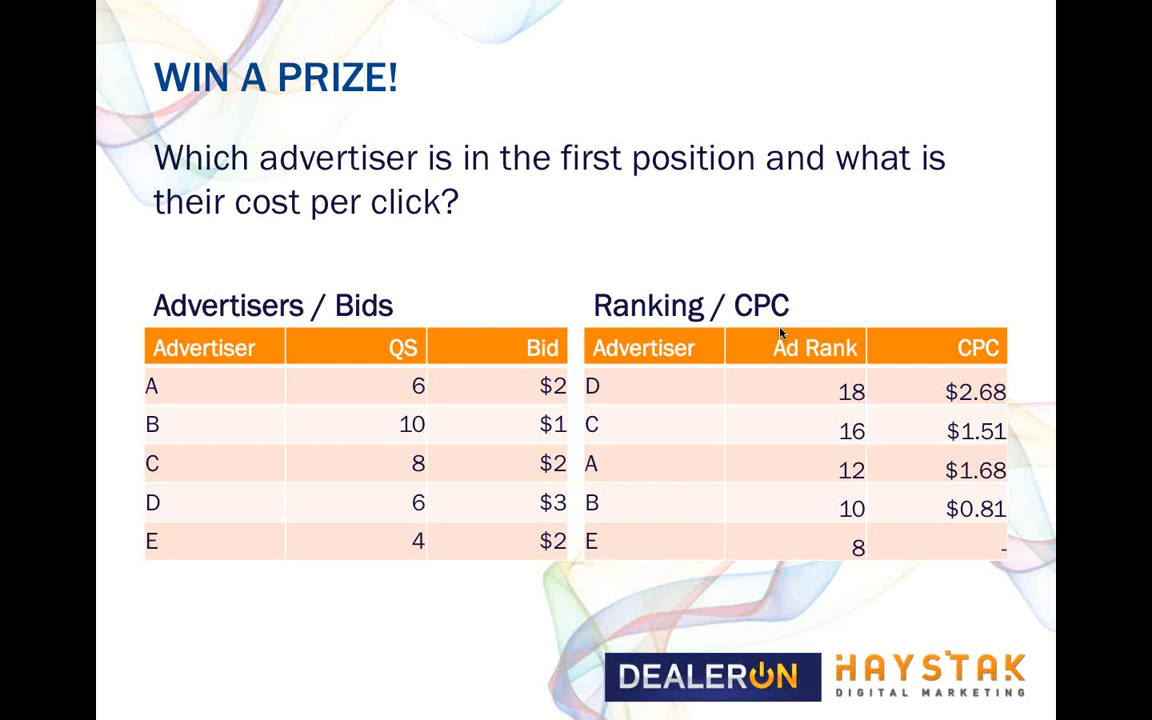 WIN A PRIZE!
Which advertiser is in the first position and what is
their cost per click?
Advertisers / Bids
Advertiser QS Bid
A 6 $2
B 10 $1
C 8 $2
D 6 $3
E 4 $2
Ranking / CPC
Advertiser Ad Rank CPC
D 18 $2.68
C 16 $1.51
A 12 $1.68
B 10 $0.81
E 8 -
DEALERON
HAYSTAK
DIGITAL MARKETING